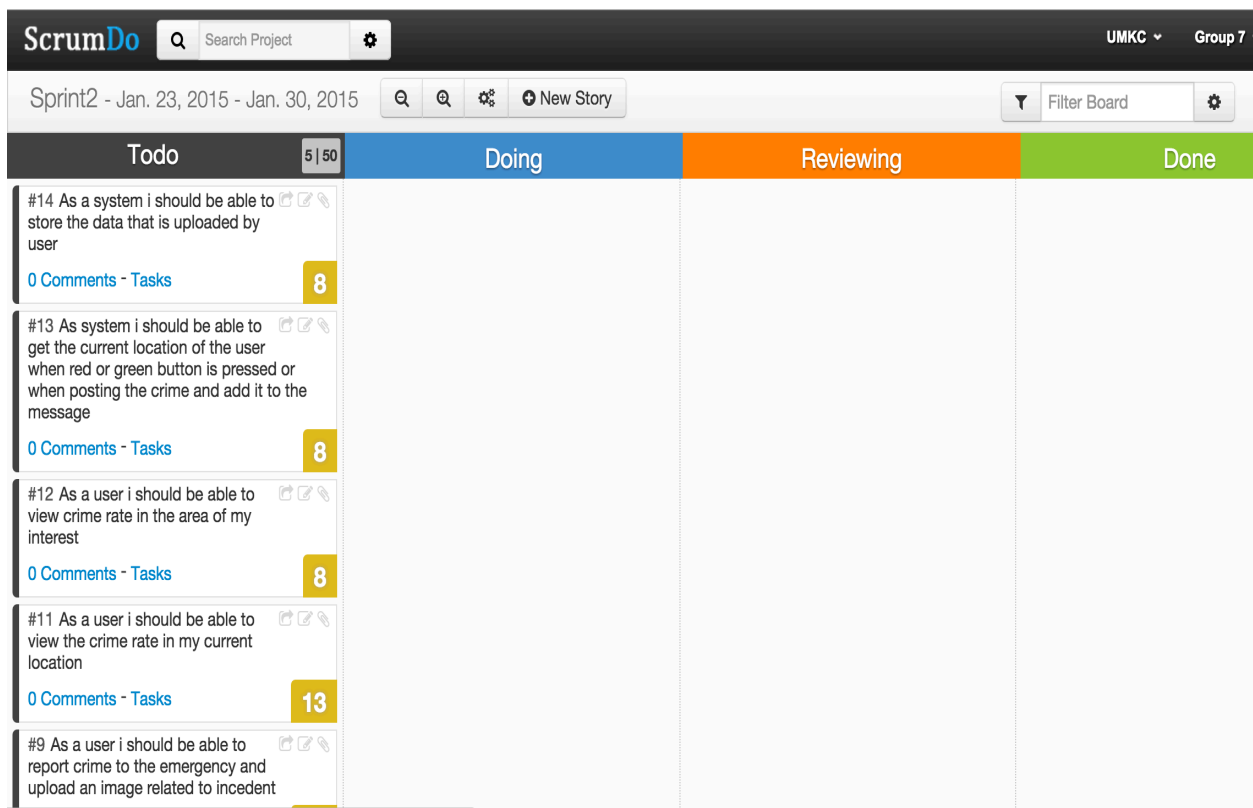 ScrumDo Search Project UMKC Group 7
Sprint2 - Jan. 23, 2015 - Jan. 30, 2015 New Story Filter Board
Todo 5|50 Doing Reviewing Done
#14 As a system i should be able to
store the data that is uploaded by
user
0 Comments - Tasks 8
#13 As system i should be able to
get the current location of the user
when red or green button is pressed or
when posting the crime and add it to the
message
0 Comments - Tasks 8
#12 As a user i should be able to
view crime rate in the area of my
interest
0 Comments - Tasks 8
#11 As a user i should be able to
view the crime rate in my current
location
0 Comments - Tasks 13
#9 As a user i should be able to
report crime to the emergency and
upload an image related to incedent